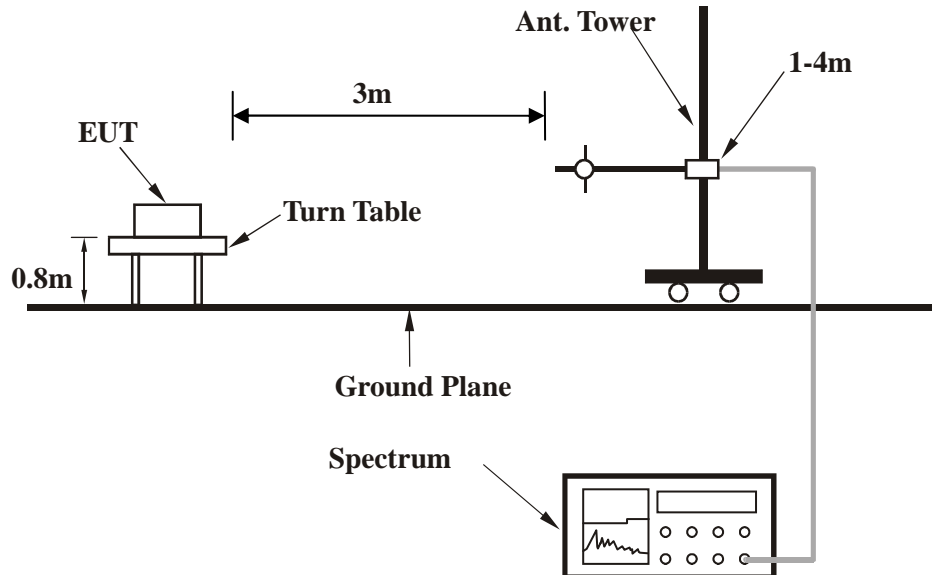 Ant. Tower
1-4m
3m
EUT
Turn Table
0.8m
Ground Plane
Spectrum